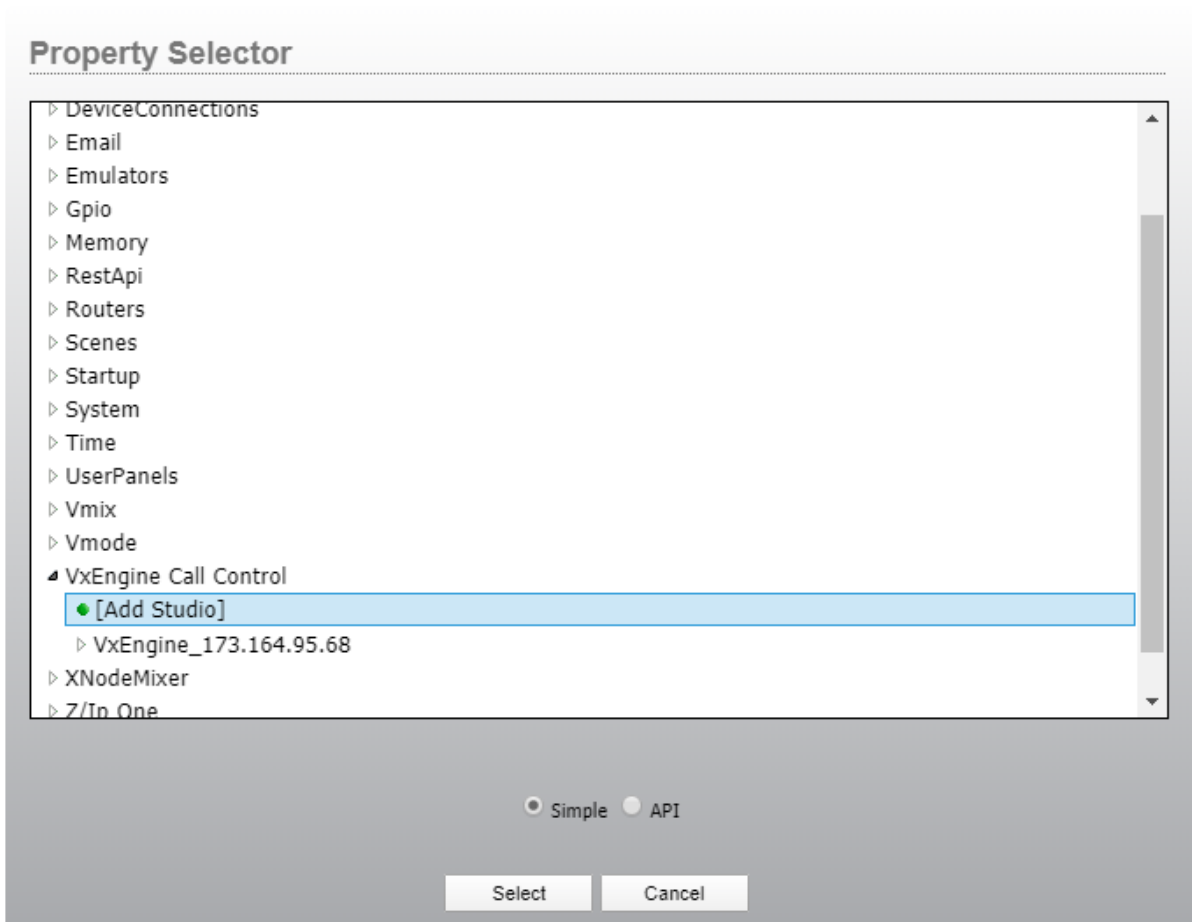 Property Selector
DeviceConnections
Email
Emulators
Gpio
Memory
RestApi
Routers
Scenes
Startup
System
Time
UserPanels
Vmix
Vmode
VxEngine Call Control
[Add Studio]
VxEngine_173.164.95.68
XNodeMixer
Z/Ip One
Simple API
Select Cancel